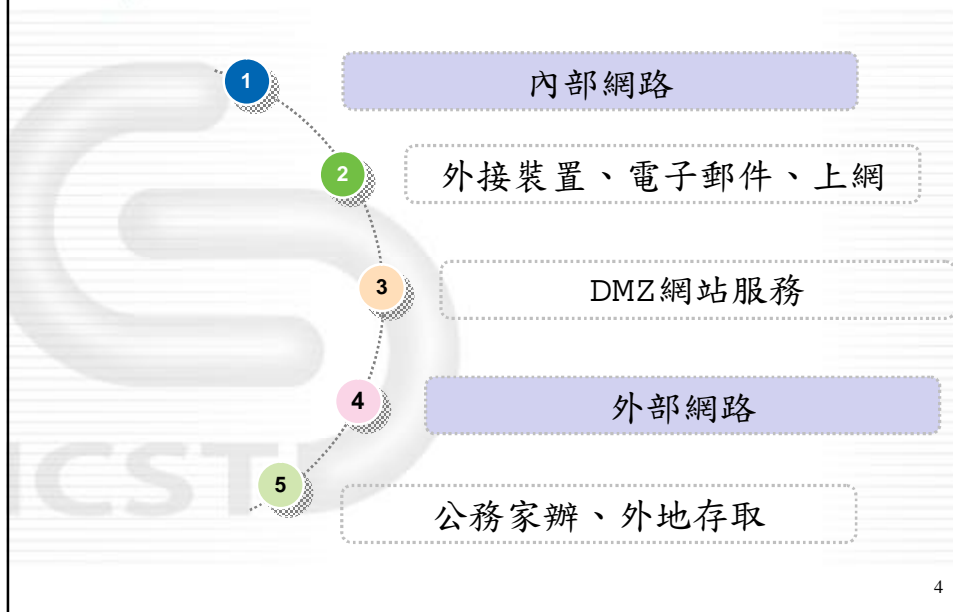 1 內部網路
2 外接裝置、電子郵件、上網
3 DMZ網站服務
4 外部網路
5 公務家辦、外地存取
ICST
4